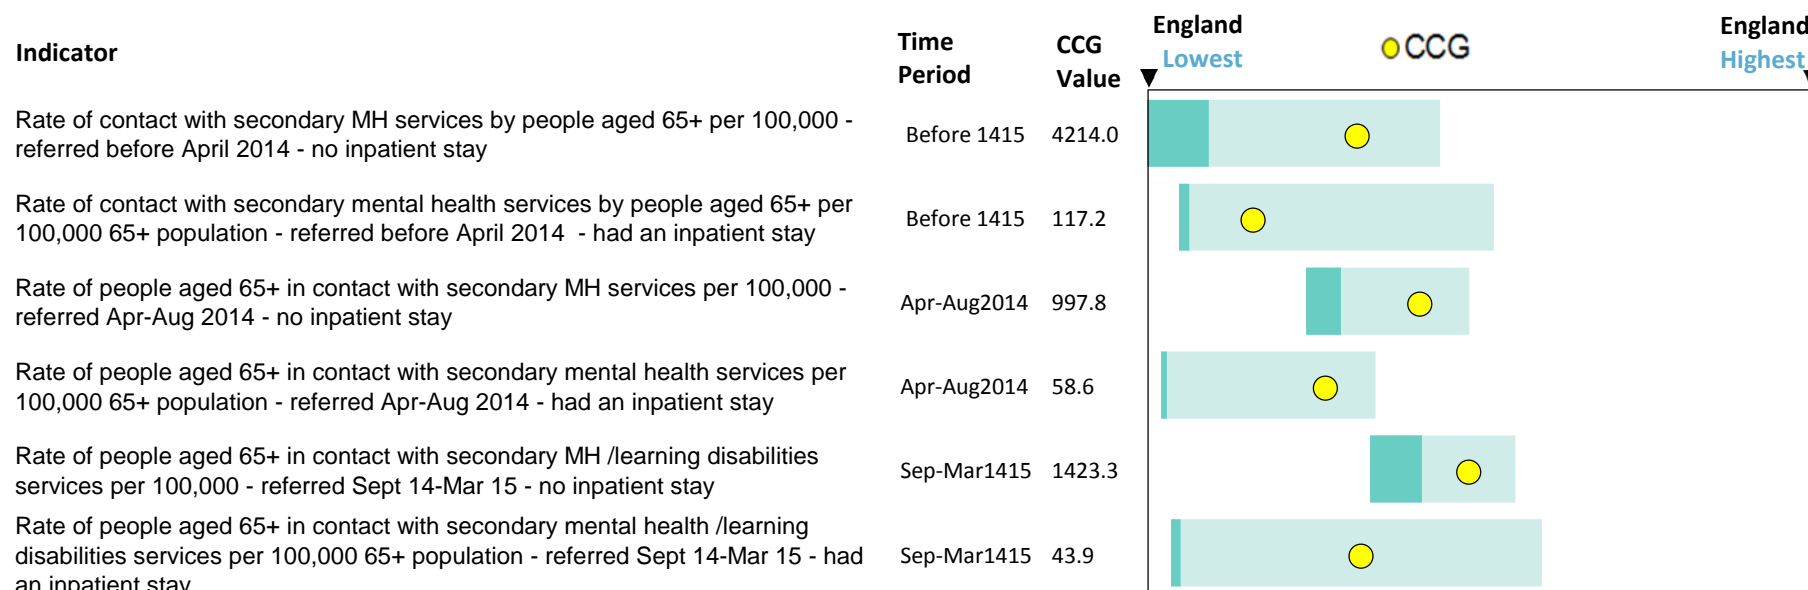 Indicator
Time
Period
CCG
Value
England
Lowest
CCG
England
Highest
Rate of contact with secondary MH services by people aged 65+ per 100,000 -
referred before April 2014 - no inpatient stay
Before 1415 4214.0
Rate of contact with secondary mental health services by people aged 65+ per
100,000 65+ population - referred before April 2014  - had an inpatient stay
Before 1415 117.2
Rate of people aged 65+ in contact with secondary MH services per 100,000 -
referred Apr-Aug 2014 - no inpatient stay
Apr-Aug2014 997.8
Rate of people aged 65+ in contact with secondary mental health services per
100,000 65+ population - referred Apr-Aug 2014 - had an inpatient stay
Apr-Aug2014 58.6
Rate of people aged 65+ in contact with secondary MH /learning disabilities
services per 100,000 - referred Sept 14-Mar 15 - no inpatient stay
Sep-Mar1415 1423.3
Rate of people aged 65+ in contact with secondary mental health /learning
disabilities services per 100,000 65+ population - referred Sept 14-Mar 15 - had
an inpatient stay
Sep-Mar1415 43.9